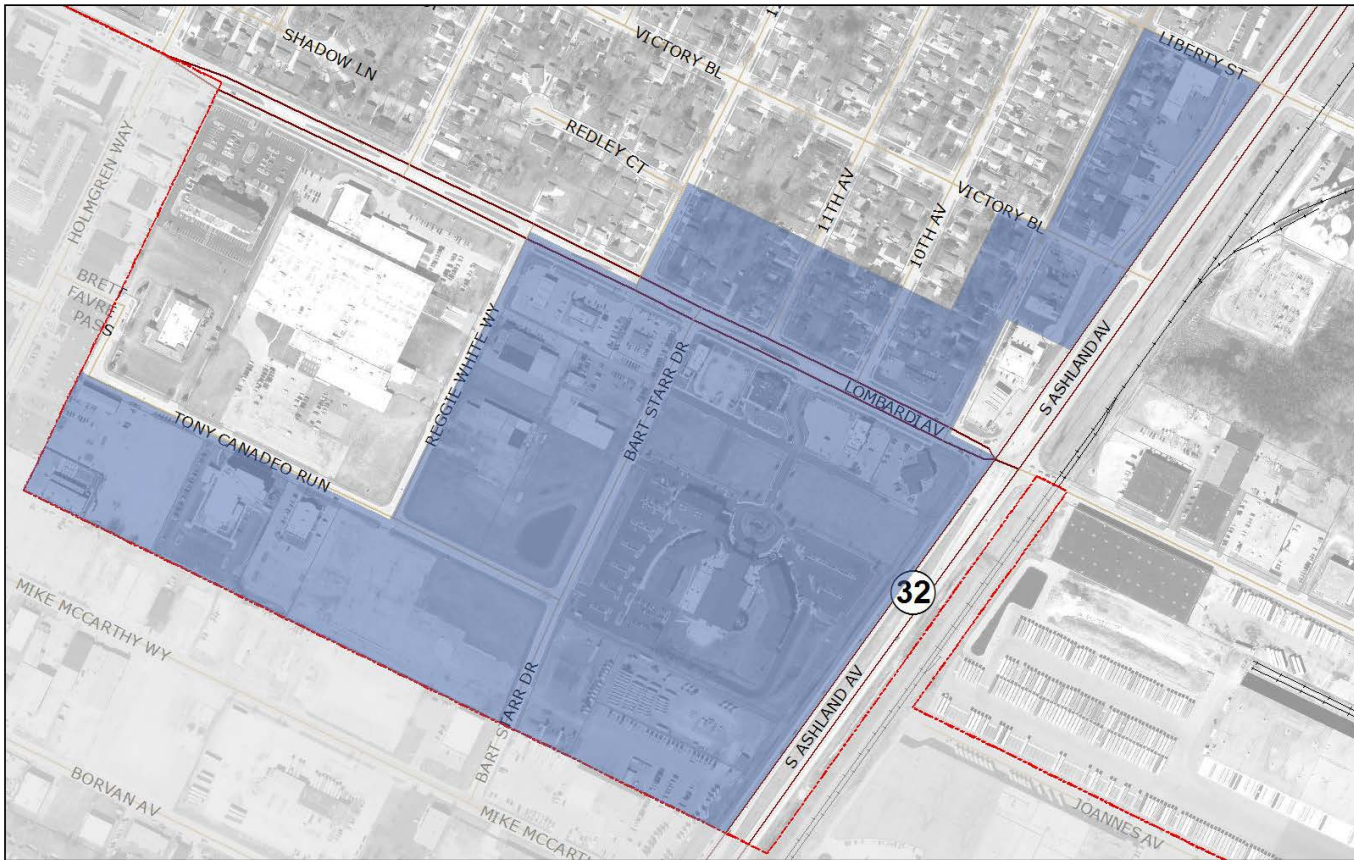 SHADOW LN
VICTORY BL
LIBERTY ST
HOLMGREN WAY
REDLEY CT
11TH AV
10TH AV
VICTORY BL
BRETT
FAVRE
PASS
REGGIE WHITE WY
BART STARR DR
LOMBARDI AV
S ASHLAND AV
TONY CANADEO RUN
32
MIKE MCCARTHY WY
BART STARR DR
S ASHLAND AV
BORVAN AV
MIKE MCCARTH
JOANNES AV